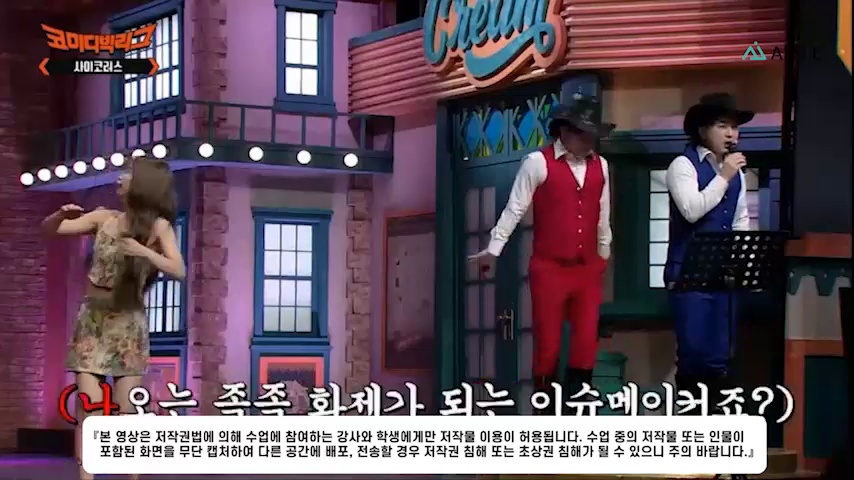 코미디빅리그
사이코러스
Cream
(나오는 족족 화제가 되는 이슈메이커죠?)
『본 영상은 저작권법에 의해 수업에 참여하는 강사와 학생에게만 저작물 이용이 허용됩니다. 수업 중의 저작물 또는 인물이
포함된 화면을 무단 캡처하여 다른 공간에 배포, 전송할 경우 저작권 침해 또는 초상권 침해가 될 수 있으니 주의 바랍니다.』